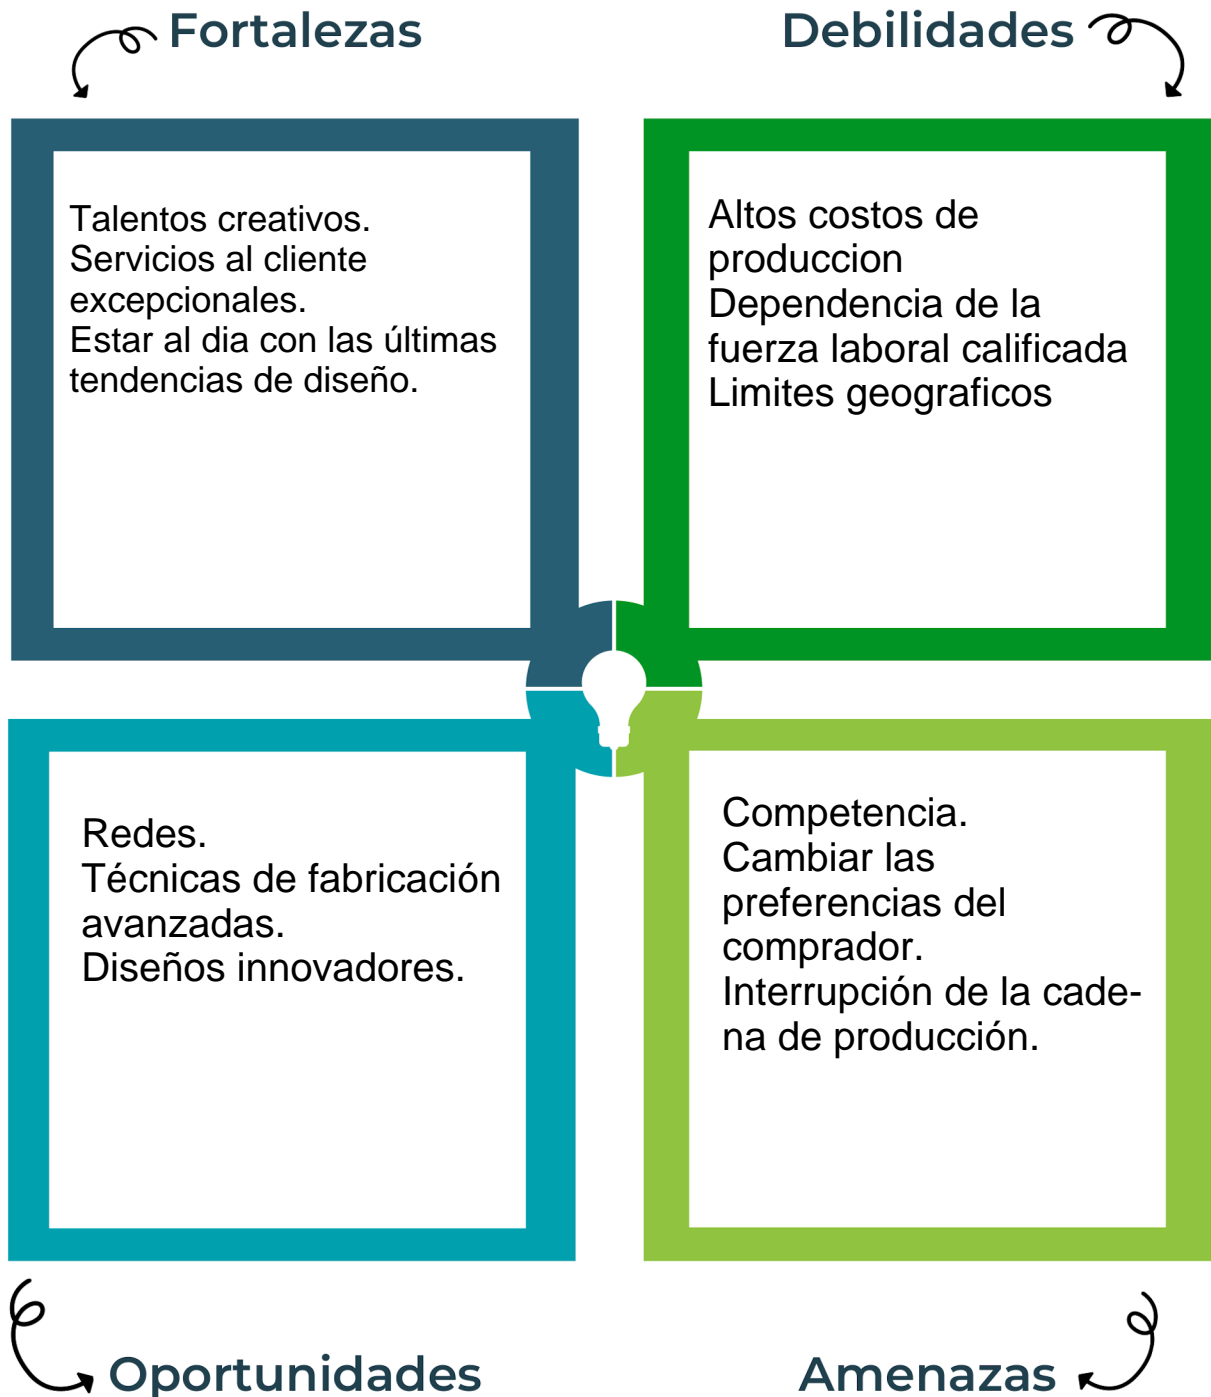 Fortalezas
Talentos creativos.
Servicios al cliente
excepcionales.
Estar al dia con las últimas
tendencias de diseño.
Debilidades
Altos costos de
produccion
Dependencia de la
fuerza laboral calificada
Limites geograficos
Redes.
Técnicas de fabricación
avanzadas.
Diseños innovadores.
Oportunidades
Competencia.
Cambiar las
preferencias del
comprador.
Interrupción de la cade-
na de producción.
Amenazas